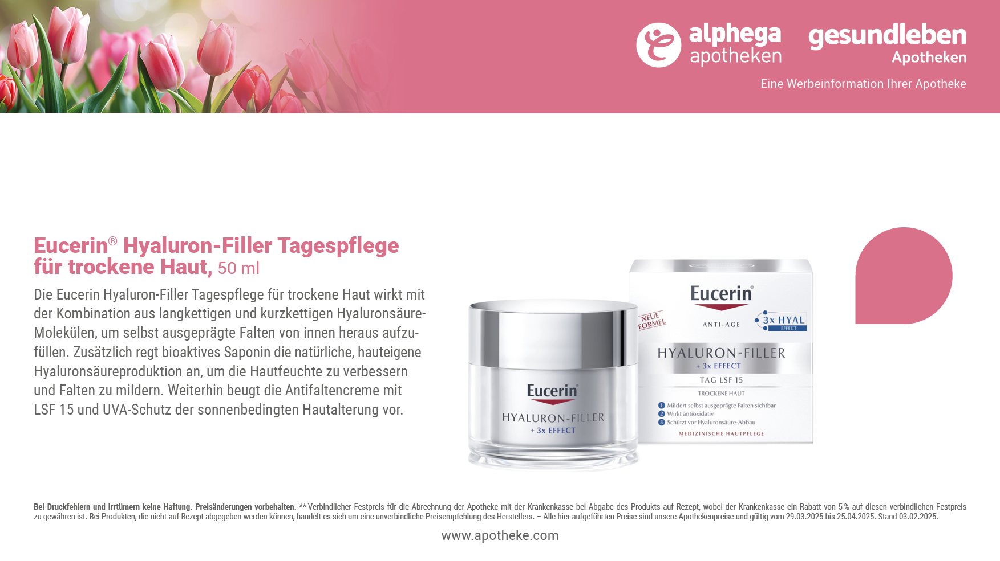 alphega
apotheken
gesundleben
Apotheken
Eine Werbeinformation Ihrer Apotheke
Eucerin® Hyaluron-Filler Tagespflege
für trockene Haut, 50 ml
Die Eucerin Hyaluron-Filler Tagespflege für trockene Haut wirkt mit
der Kombination aus langkettigen und kurzkettigen Hyaluronsäure-
Molekülen, um selbst ausgeprägte Falten von innen heraus aufzu-
füllen. Zusätzlich regt bioaktives Saponin die natürliche, hauteigene
Hyaluronsäureproduktion an, um die Hautfeuchte zu verbessern
und Falten zu mildern. Weiterhin beugt die Antifaltencreme mit
LSF 15 und UVA-Schutz der sonnenbedingten Hautalterung vor.
Eucerin®
HYALURON-FILLER
+ 3x EFFECT
Eucerin®
NEUE
FORMEL
ANTI-AGE
3x HYAL
EFFECT
HYALURON-FILLER
+ 3x EFFECT
TAG LSF 15
TROCKENE HAUT
1 Mildert selbst ausgeprägte Falten sichtbar
2 Wirkt antioxidativ
3 Schützt vor Hyaluronsäure-Abbau
MEDIZINISCHE HAUTPFLEGE
Bei Druckfehlern und Irrtümern keine Haftung. Preisänderungen vorbehalten. ** Verbindlicher Festpreis für die Abrechnung der Apotheke mit der Krankenkasse bei Abgabe des Produkts auf Rezept, wobei der Krankenkasse ein Rabatt von 5 % auf diesen verbindlichen Festpreis
zu gewähren ist. Bei Produkten, die nicht auf Rezept abgegeben werden können, handelt es sich um eine unverbindliche Preisempfehlung des Herstellers. – Alle hier aufgeführten Preise sind unsere Apothekenpreise und gültig vom 29.03.2025 bis 25.04.2025. Stand 03.02.2025.
www.apotheke.com